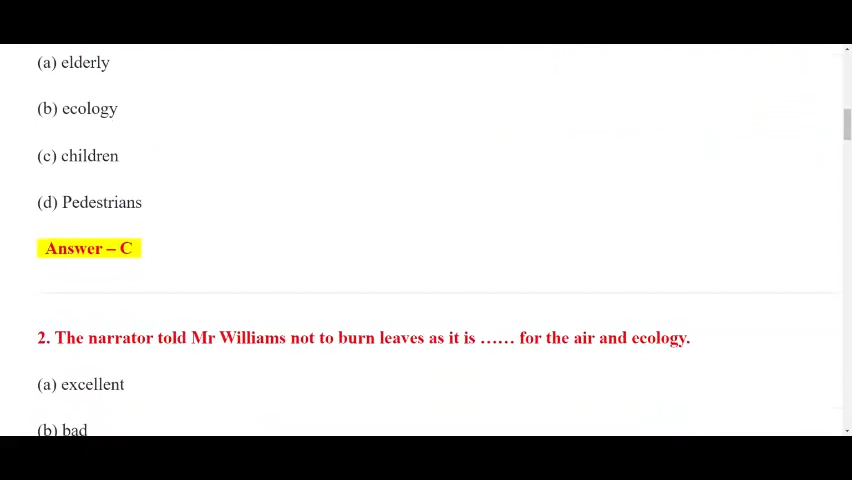 (a) elderly
(b) ecology
(c) children
(d) Pedestrians
Answer – C
2. The narrator told Mr Williams not to burn leaves as it is …… for the air and ecology.
(a) excellent
(b) bad